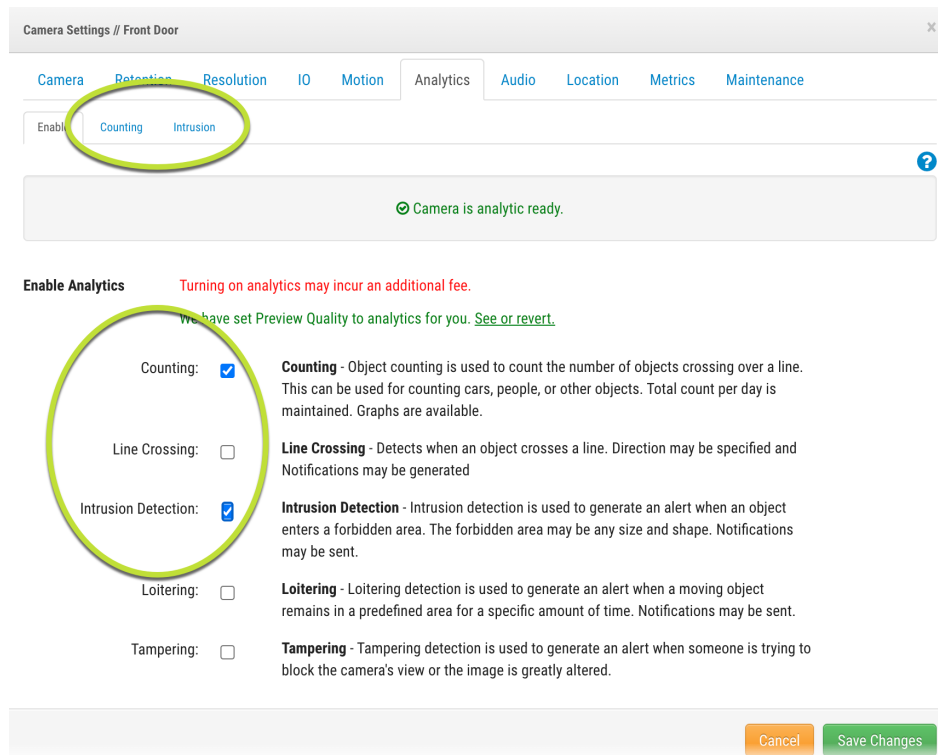 Camera Settings // Front Door
×
Camera Retention Resolution IO Motion Analytics Audio Location Metrics Maintenance
Enable Counting Intrusion
?
Camera is analytic ready.
Enable Analytics Turning on analytics may incur an additional fee.
We have set Preview Quality to analytics for you. See or revert.
Counting: Counting - Object counting is used to count the number of objects crossing over a line.
This can be used for counting cars, people, or other objects. Total count per day is
maintained. Graphs are available.
Line Crossing: Line Crossing - Detects when an object crosses a line. Direction may be specified and
Notifications may be generated
Intrusion Detection: Intrusion Detection - Intrusion detection is used to generate an alert when an object
enters a forbidden area. The forbidden area may be any size and shape. Notifications
may be sent.
Loitering: Loitering - Loitering detection is used to generate an alert when a moving object
remains in a predefined area for a specific amount of time. Notifications may be sent.
Tampering: Tampering - Tampering detection is used to generate an alert when someone is trying to
block the camera's view or the image is greatly altered.
Cancel Save Changes